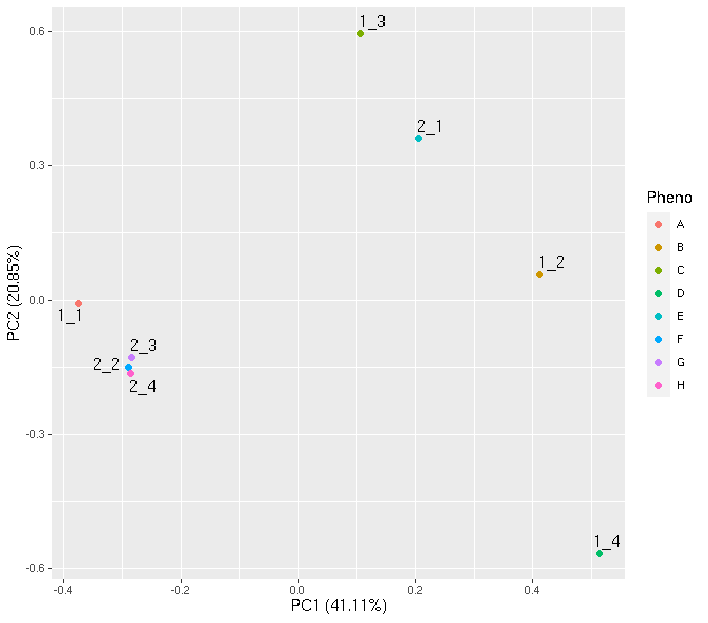 1_3
0.6
2_1
0.3
Pheno
A
B
C
D
E
F
G
H
1_2
PC2 (20.85%)
0.0
1_1
2_3
2_2
2_4
-0.3
1_4
-0.6
-0.4
-0.2
0.0
0.2
0.4
PC1 (41.11%)